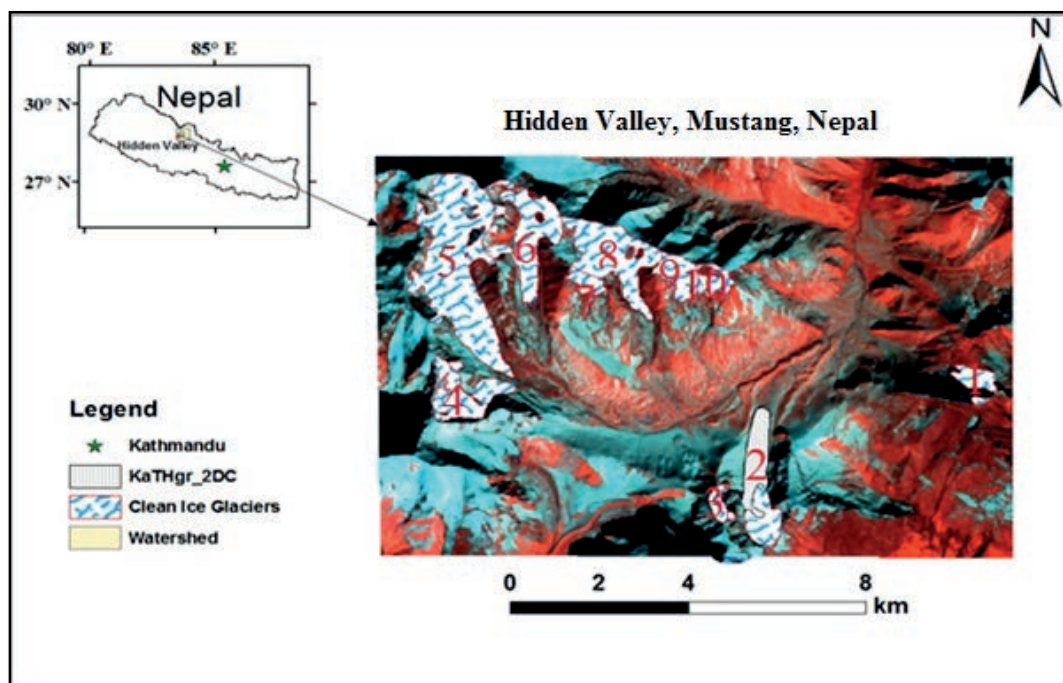 N
80° E 85° E
Nepal
30° N
Hidden Valley
27° N
Hidden Valley, Mustang, Nepal
5
6
8
7
9
10
1
4
2
3
Legend
Kathmandu
KaTHgr_2DC
Clean Ice Glaciers
Watershed
0 2 4 8
km